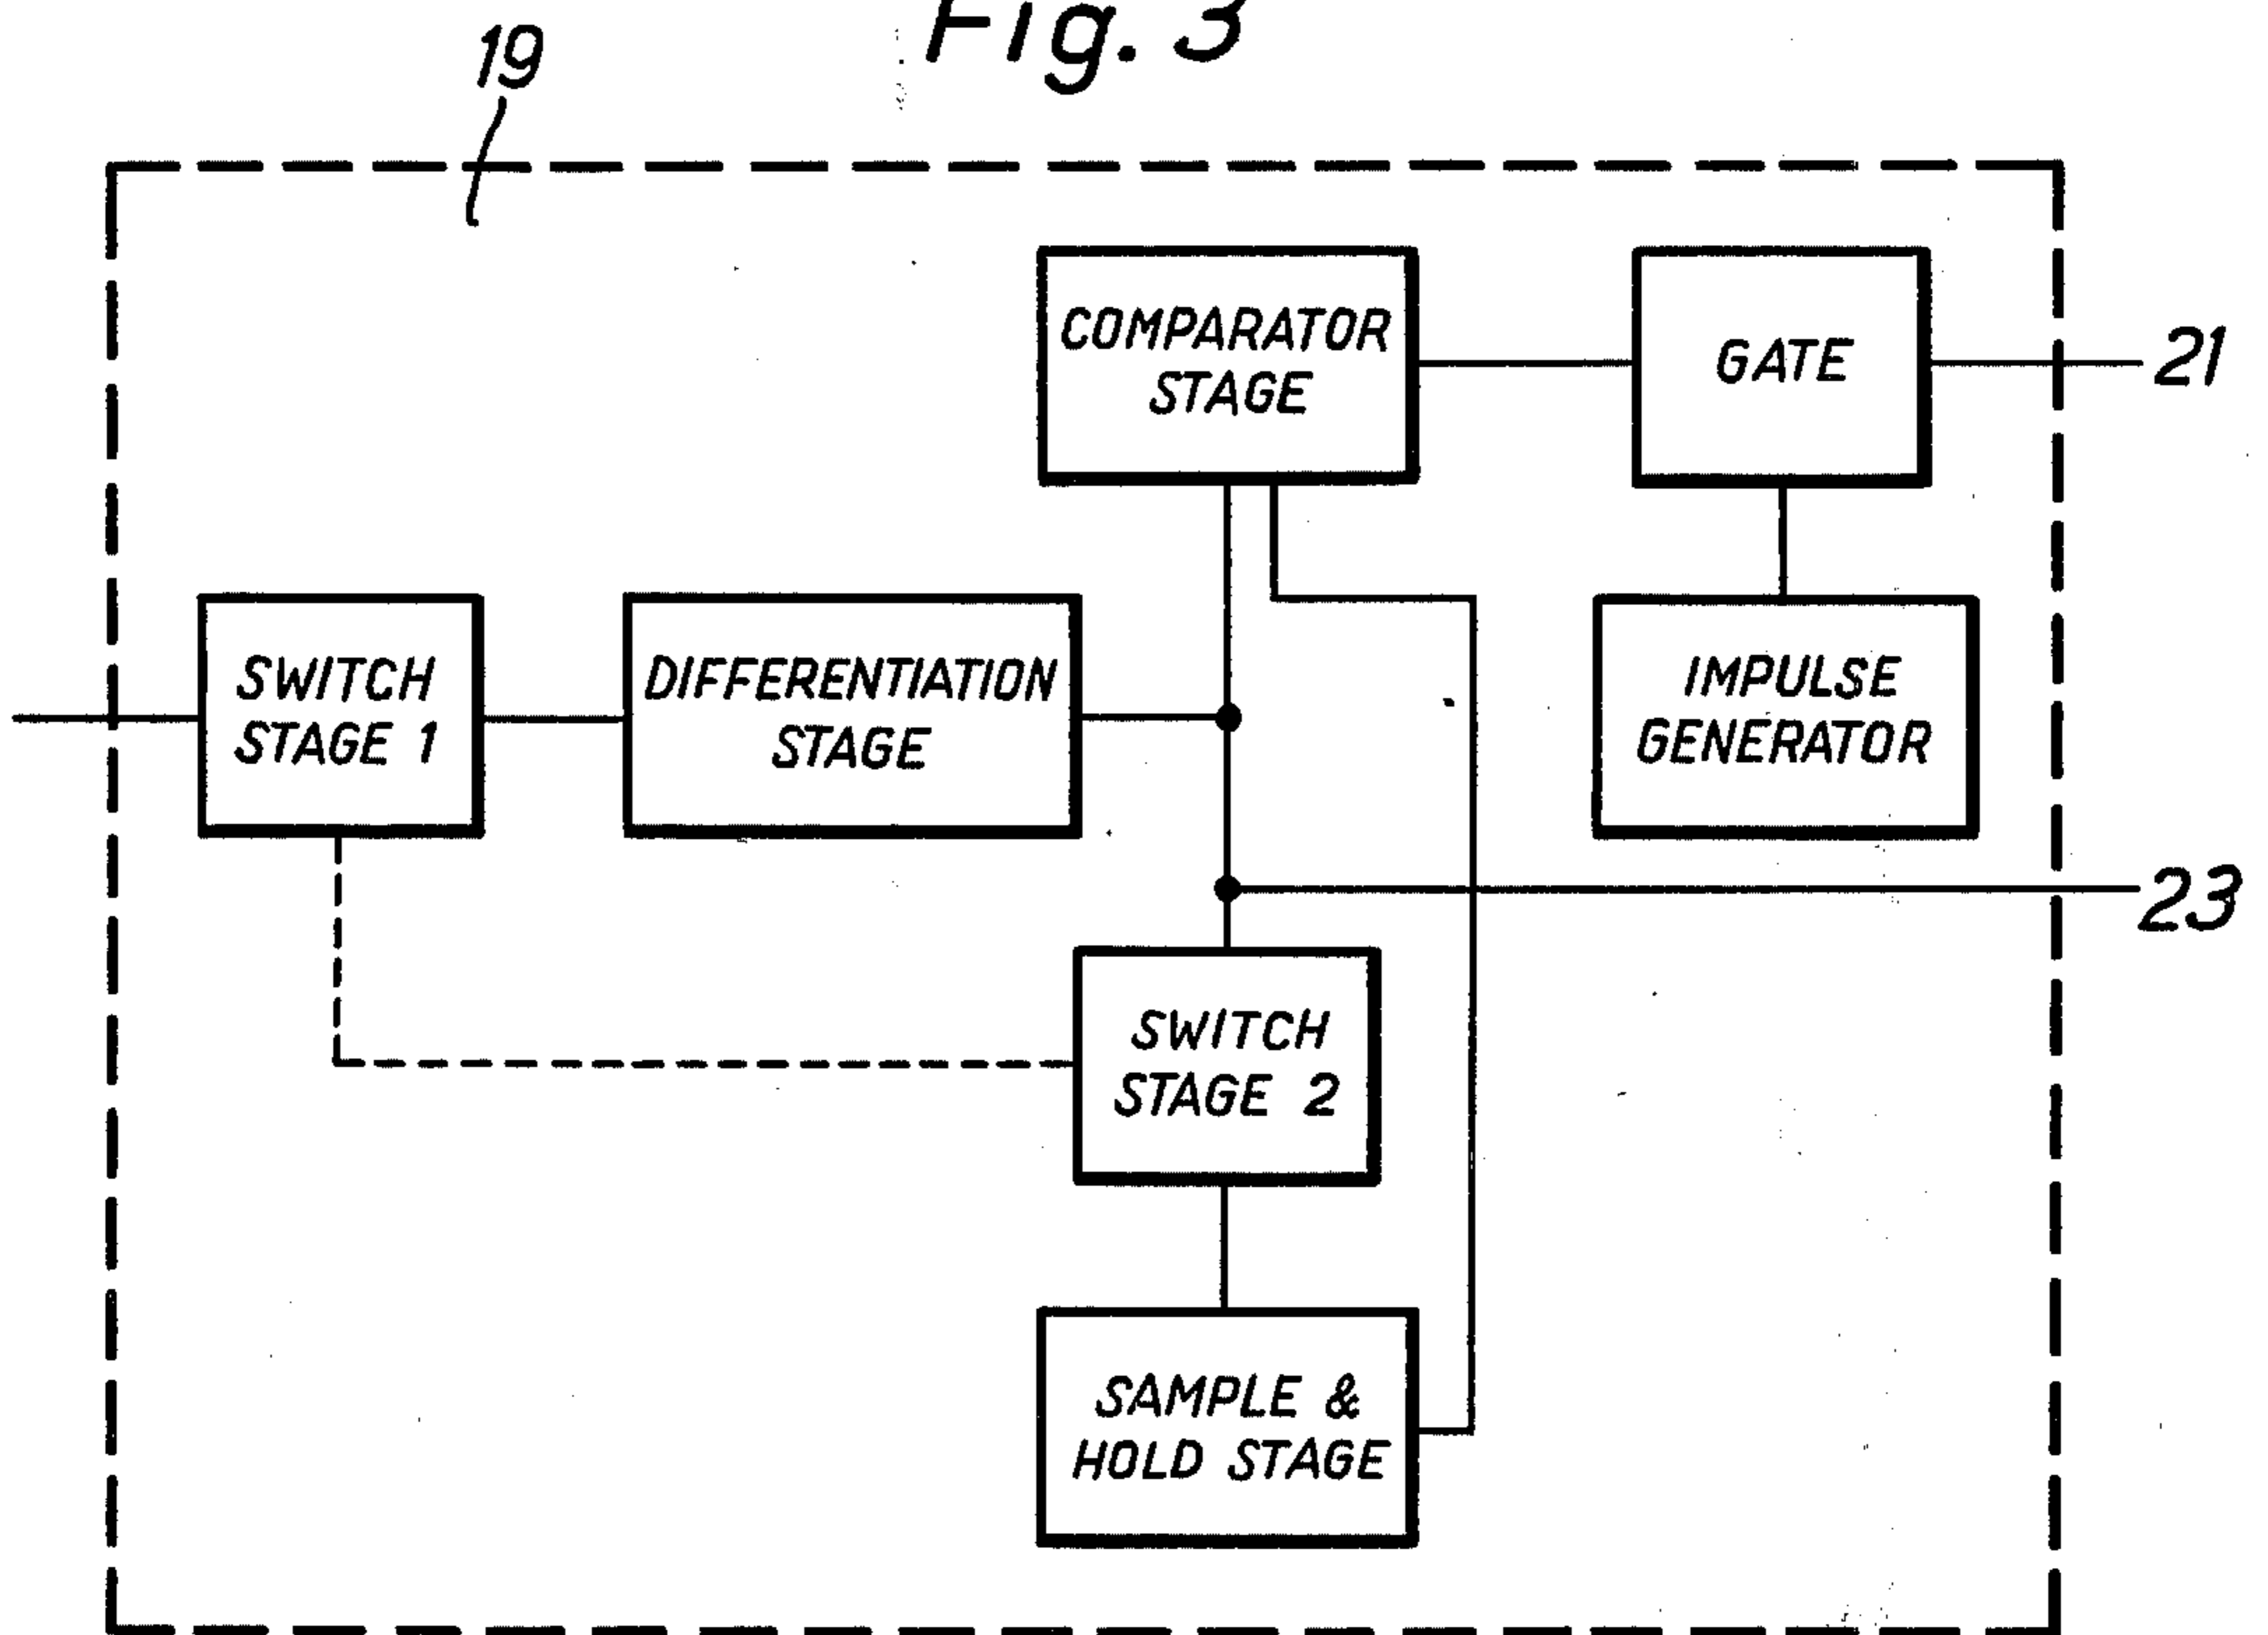 Fig. 3
19
COMPARATOR
STAGE
GATE
21
SWITCH
STAGE 1
DIFFERENTIATION
STAGE
IMPULSE
GENERATOR
23
SWITCH
STAGE 2
SAMPLE &
HOLD STAGE